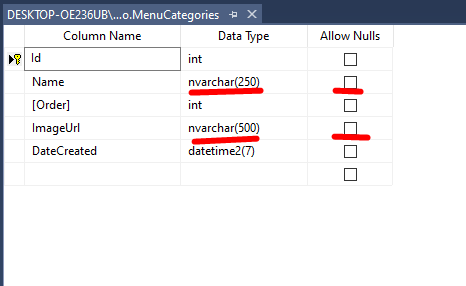 DESKTOP-OE236UB\...o.MenuCategories
Column Name Data Type Allow Nulls
Id int
Name nvarchar(250)
[Order] int
ImageUrl nvarchar(500)
DateCreated datetime2(7)